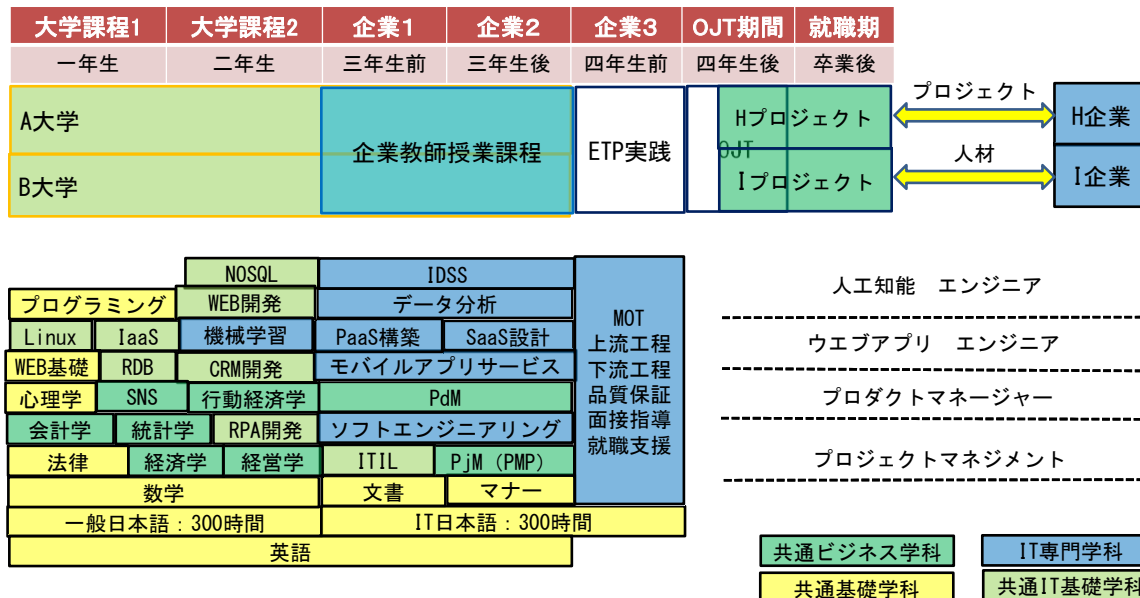 大学課程1 大学課程2 企業1 企業2 企業3 OJT期間 就職期
一年生 二年生 三年生前 三年生後 四年生前 四年生後 卒業後
A大学
B大学
企業教師授業課程
ETP実践
OJT
Hプロジェクト
Iプロジェクト
プロジェクト
人材
H企業
I企業
NOSQL IDSS
プログラミング WEB開発 データ分析
Linux IaaS 機械学習 PaaS構築 SaaS設計
WEB基礎 RDB CRM開発 モバイルアプリサービス
心理学 SNS 行動経済学 PdM
会計学 統計学 RPA開発 ソフトエンジニアリング
法律 経済学 経営学 ITIL PjM（PMP）
数学 文書 マナー
一般日本語：300時間 IT日本語：300時間
英語
MOT
上流工程
下流工程
品質保証
面接指導
就職支援
人工知能　エンジニア
ウエブアプリ　エンジニア
プロダクトマネージャー
プロジェクトマネジメント
共通ビジネス学科 IT専門学科
共通基礎学科 共通IT基礎学科